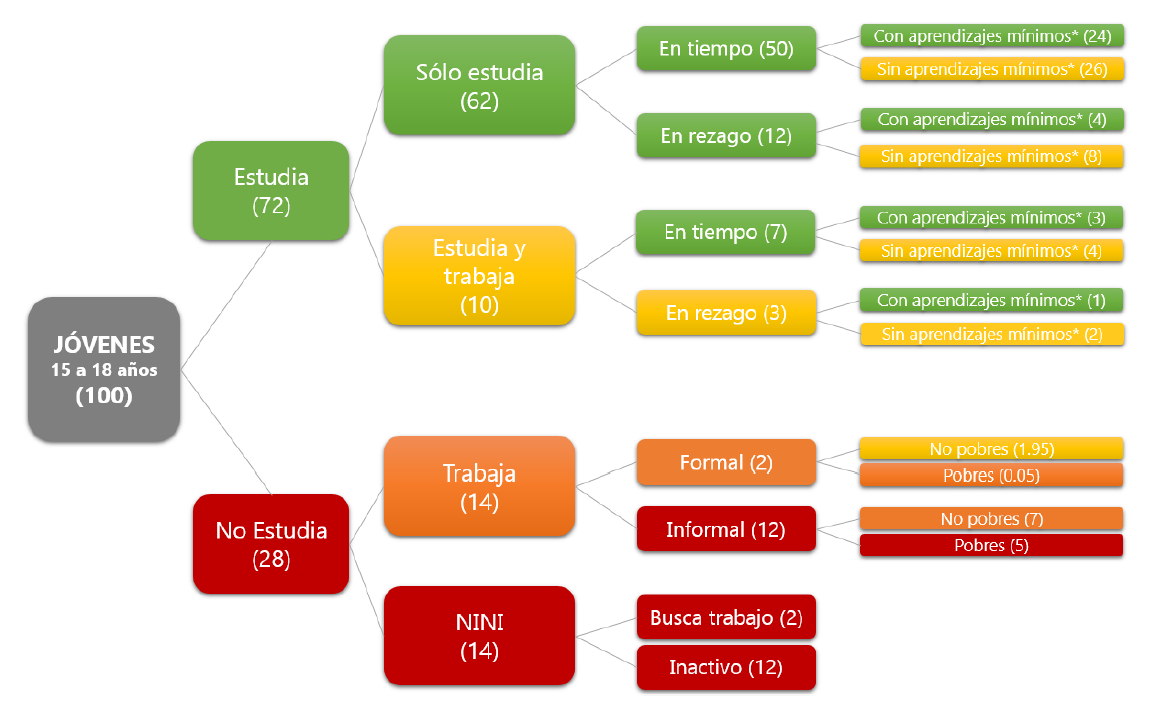 Sólo estudia
(62)
En tiempo (50)
Con aprendizajes mínimos* (24)
Sin aprendizajes mínimos* (26)
En rezago (12)
Con aprendizajes mínimos* (4)
Sin aprendizajes mínimos* (8)
Estudia
(72)
Estudia y
trabaja
(10)
En tiempo (7)
Con aprendizajes mínimos* (3)
Sin aprendizajes mínimos* (4)
En rezago (3)
Con aprendizajes mínimos* (1)
Sin aprendizajes mínimos* (2)
JÓVENES
15 a 18 años
(100)
Trabaja
(14)
Formal (2)
No pobres (1.95)
Pobres (0.05)
No Estudia
(28)
Informal (12)
No pobres (7)
Pobres (5)
NINI
(14)
Busca trabajo (2)
Inactivo (12)